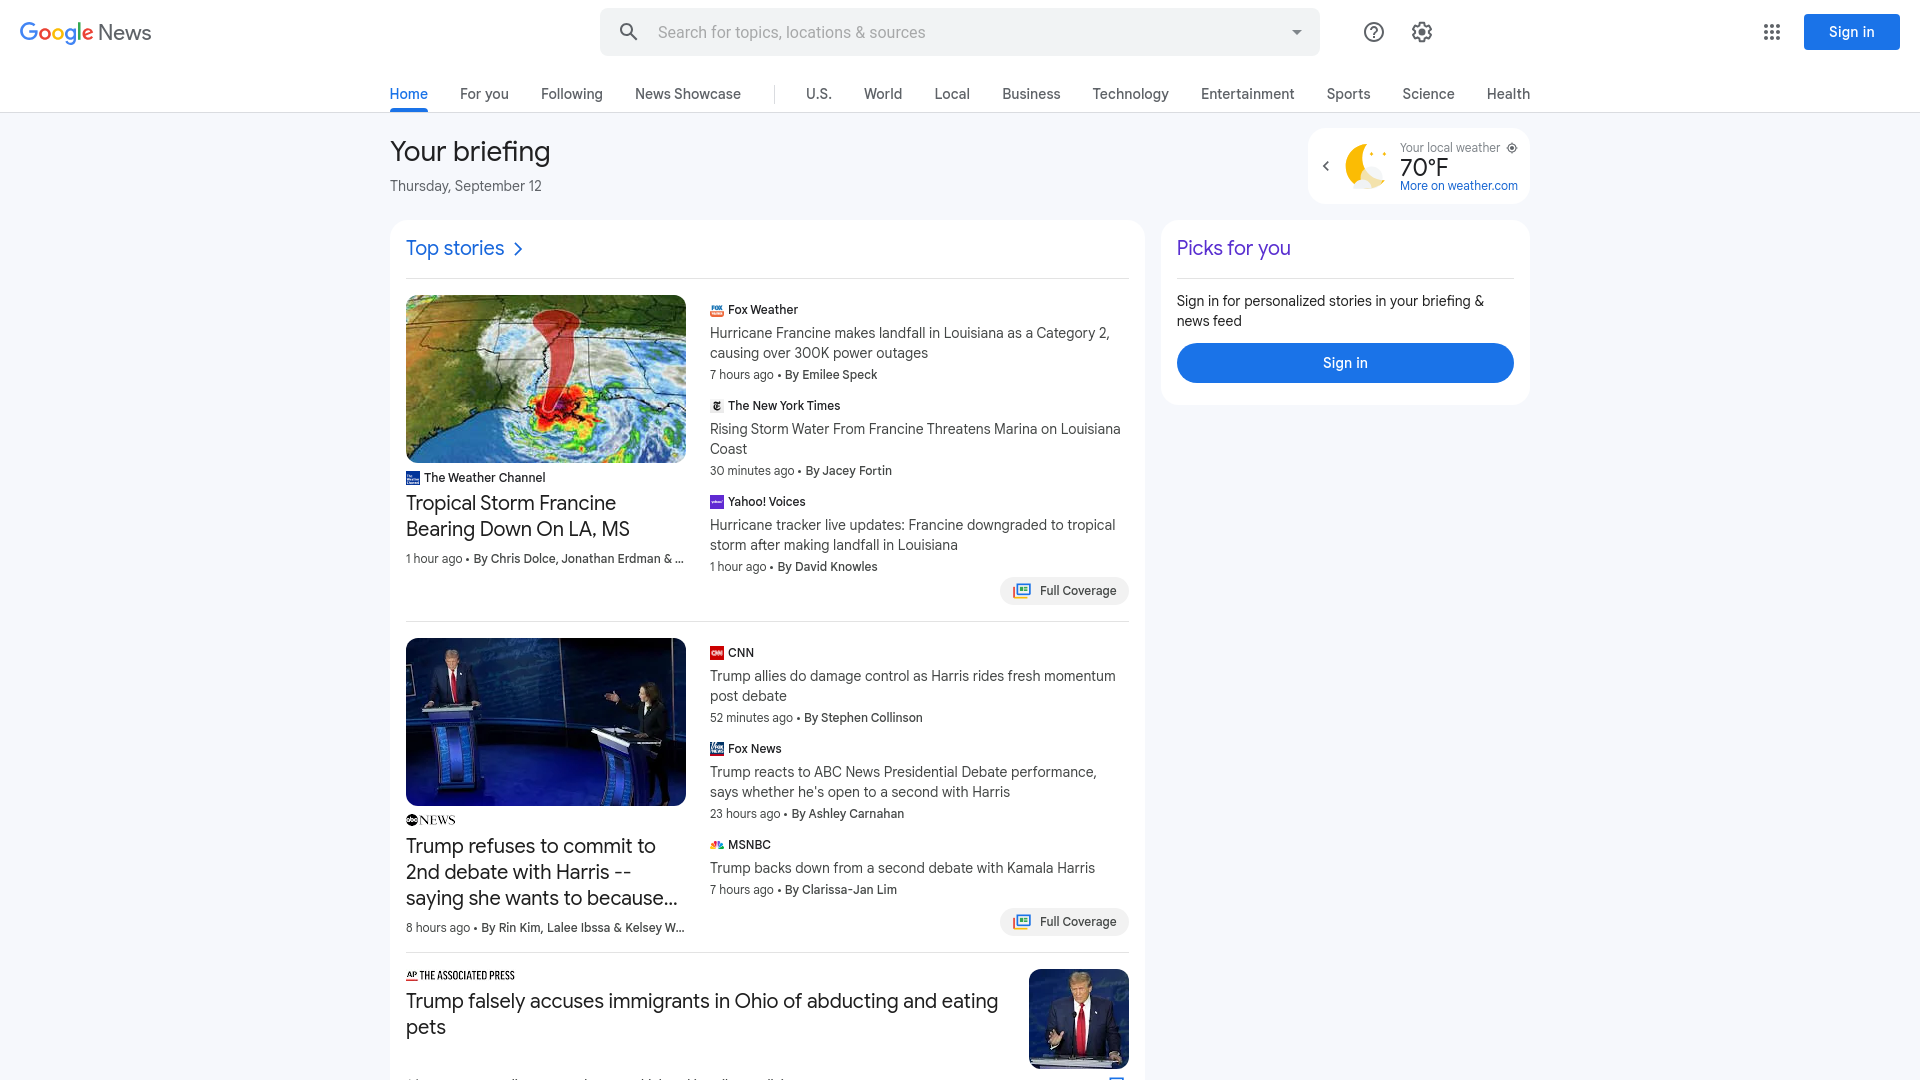 Google News
Search for topics, locations & sources
Sign in
Home
For you
Following
News Showcase
U.S.
World
Local
Business
Technology
Entertainment
Sports
Science
Health
Your briefing
Thursday, September 12
Your local weather
70°F
More on weather.com
Top stories
The Weather Channel
Tropical Storm Francine
Bearing Down On LA, MS
1 hour ago • By Chris Dolce, Jonathan Erdman & ...
Fox Weather
Hurricane Francine makes landfall in Louisiana as a Category 2,
causing over 300K power outages
7 hours ago • By Emilee Speck
The New York Times
Rising Storm Water From Francine Threatens Marina on Louisiana
Coast
30 minutes ago • By Jacey Fortin
Yahoo! Voices
Hurricane tracker live updates: Francine downgraded to tropical
storm after making landfall in Louisiana
1 hour ago • By David Knowles
Full Coverage
abc NEWS
Trump refuses to commit to
2nd debate with Harris --
saying she wants to because...
8 hours ago • By Rin Kim, Lalee Ibssa & Kelsey W...
CNN
Trump allies do damage control as Harris rides fresh momentum
post debate
52 minutes ago • By Stephen Collinson
Fox News
Trump reacts to ABC News Presidential Debate performance,
says whether he's open to a second with Harris
23 hours ago • By Ashley Carnahan
MSNBC
Trump backs down from a second debate with Kamala Harris
7 hours ago • By Clarissa-Jan Lim
Full Coverage
AP THE ASSOCIATED PRESS
Trump falsely accuses immigrants in Ohio of abducting and eating
pets
Picks for you
Sign in for personalized stories in your briefing &
news feed
Sign in